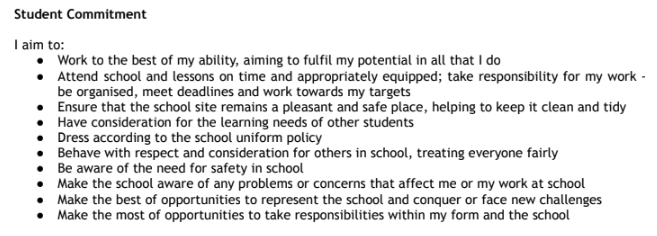 Student Commitment
I aim to:
• Work to the best of my ability, aiming to fulfil my potential in all that I do
• Attend school and lessons on time and appropriately equipped; take responsibility for my work -
be organised, meet deadlines and work towards my targets
• Ensure that the school site remains a pleasant and safe place, helping to keep it clean and tidy
• Have consideration for the learning needs of other students
• Dress according to the school uniform policy
• Behave with respect and consideration for others in school, treating everyone fairly
• Be aware of the need for safety in school
• Make the school aware of any problems or concerns that affect me or my work at school
• Make the best of opportunities to represent the school and conquer or face new challenges
• Make the most of opportunities to take responsibilities within my form and the school